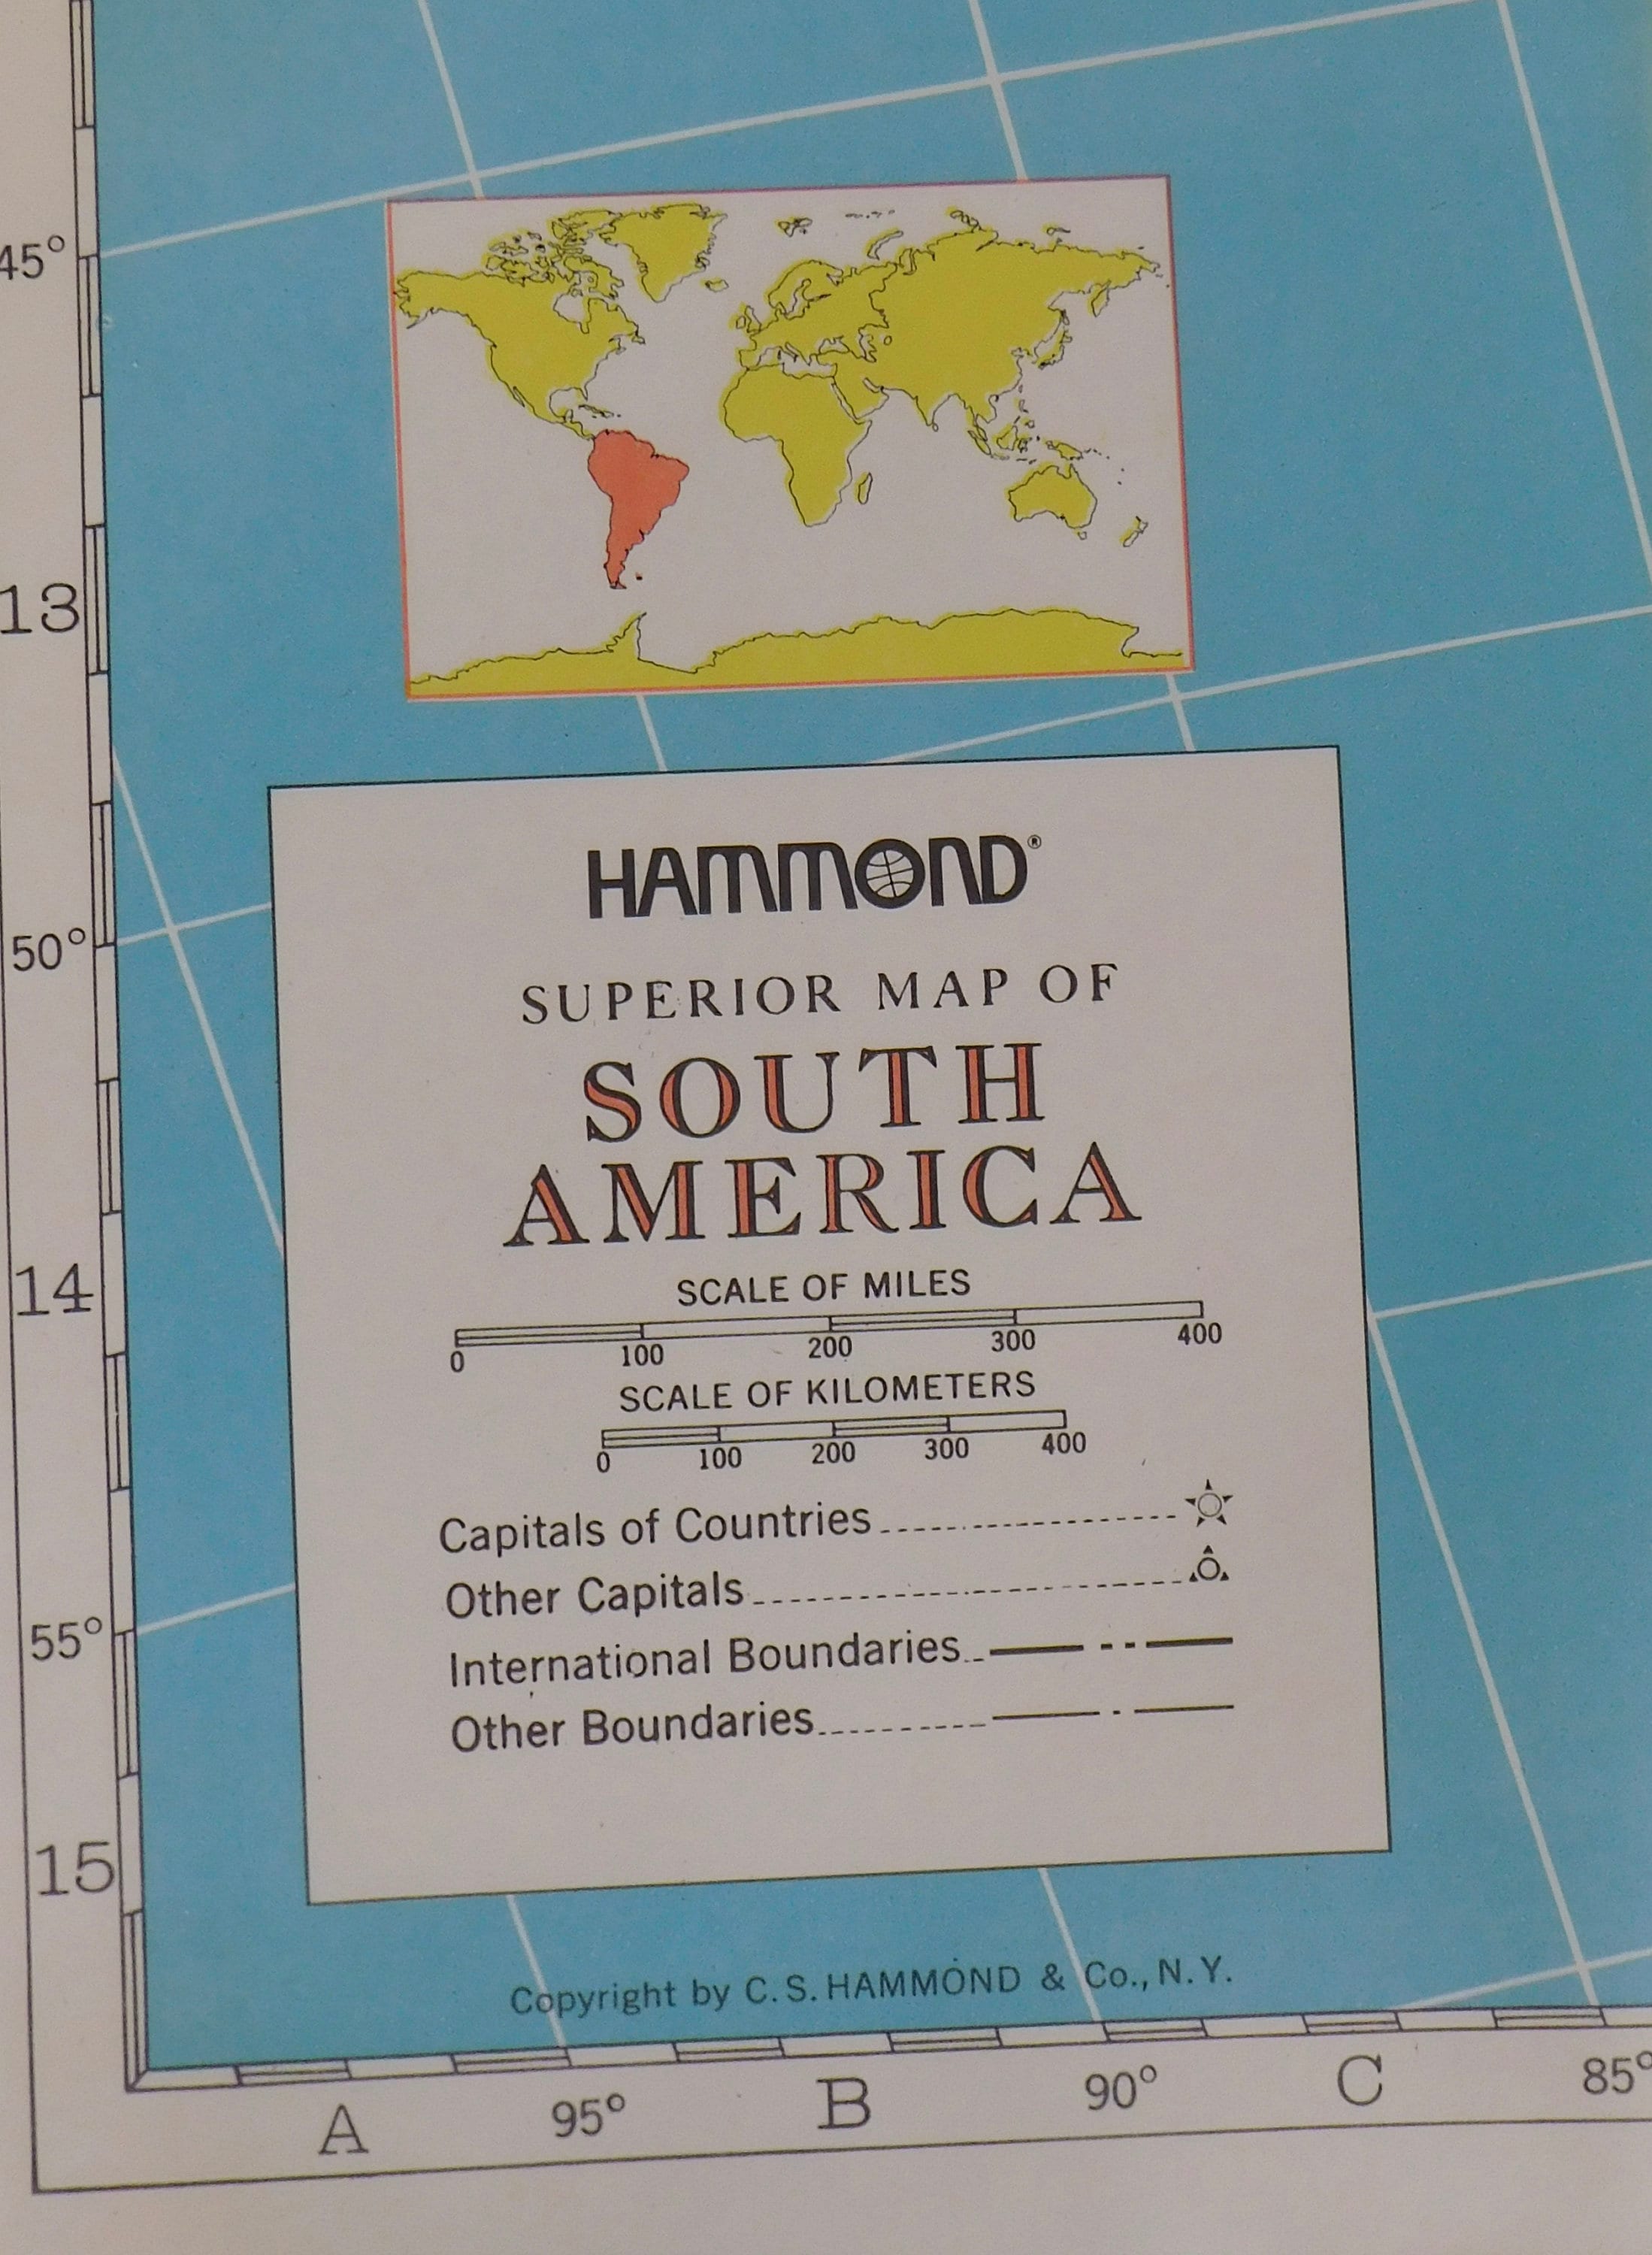 45°
13
HAMMOND®
50°
SUPERIOR MAP OF
SOUTH
AMERICA
14
SCALE OF MILES
0 100 200 300 400
SCALE OF KILOMETERS
0 100 200 300 400
Capitals of Countries
Other Capitals
55°
International Boundaries
Other Boundaries
15
Copyright by C. S. HAMMOND & Co., N. Y.
A 95° B 90° C 85°